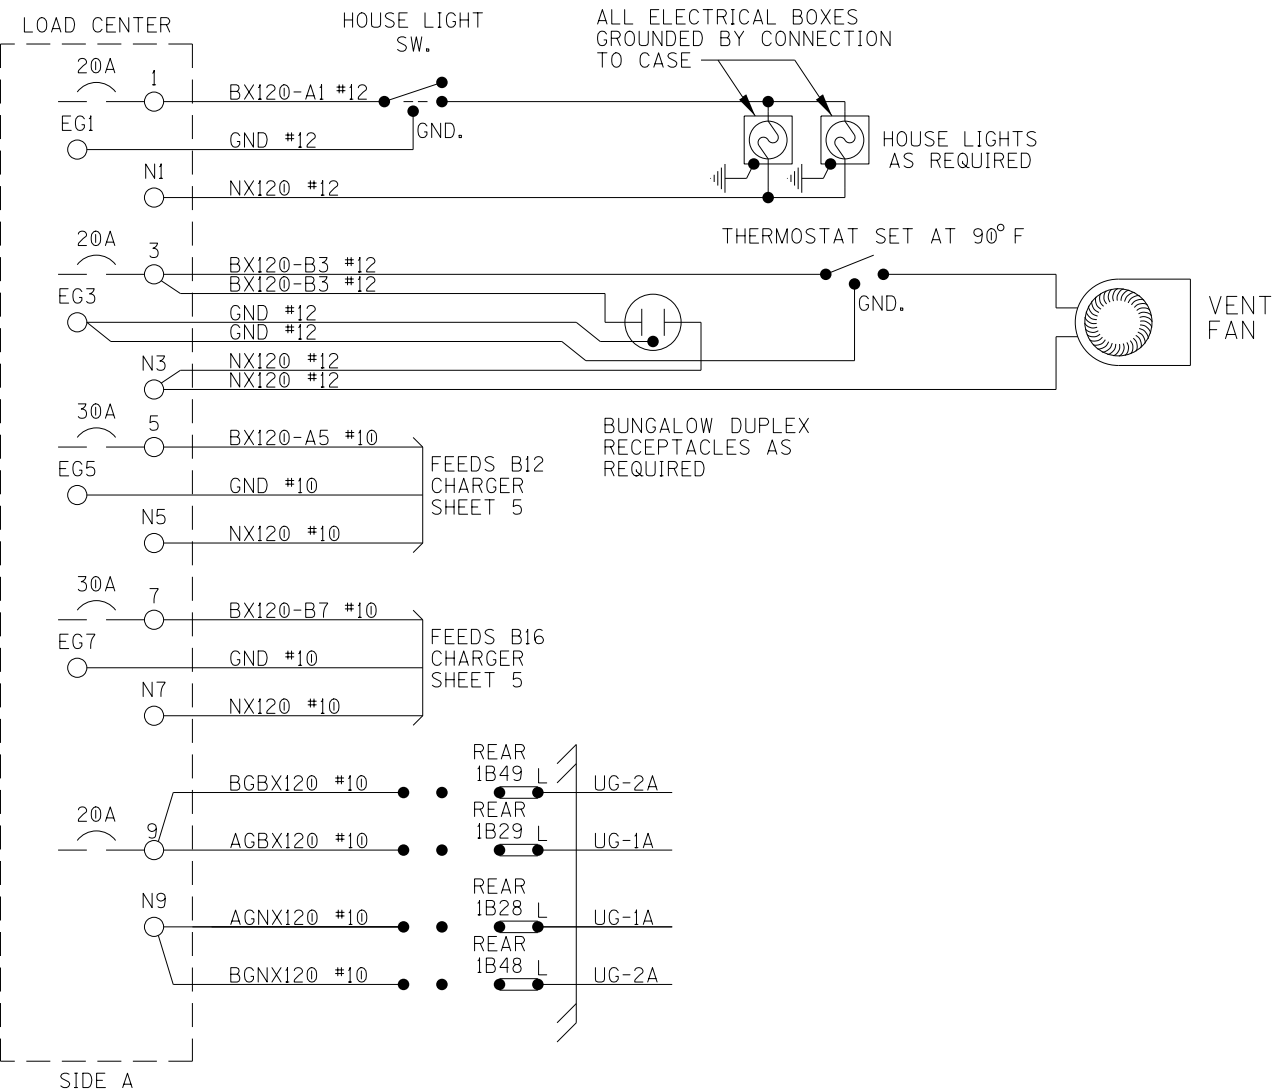 LOAD CENTER
HOUSE LIGHT
SW.
ALL ELECTRICAL BOXES
GROUNDED BY CONNECTION
TO CASE
20A
1
BX120-A1 #12
EG1
GND #12
GND.
HOUSE LIGHTS
AS REQUIRED
N1
NX120 #12
THERMOSTAT SET AT 90° F
20A
3
BX120-B3 #12
BX120-B3 #12
EG3
GND #12
GND #12
GND.
VENT
FAN
N3
NX120 #12
NX120 #12
30A
5
BX120-A5 #10
BUNGALOW DUPLEX
RECEPTACLES AS
REQUIRED
EG5
GND #10
FEEDS B12
CHARGER
SHEET 5
N5
NX120 #10
30A
7
BX120-B7 #10
EG7
GND #10
FEEDS B16
CHARGER
SHEET 5
N7
NX120 #10
REAR
1B49 L
BGBX120 #10
UG-2A
20A
9
REAR
1B29 L
AGBX120 #10
UG-1A
N9
REAR
1B28 L
AGNX120 #10
UG-1A
REAR
1B48 L
BGNX120 #10
UG-2A
SIDE A